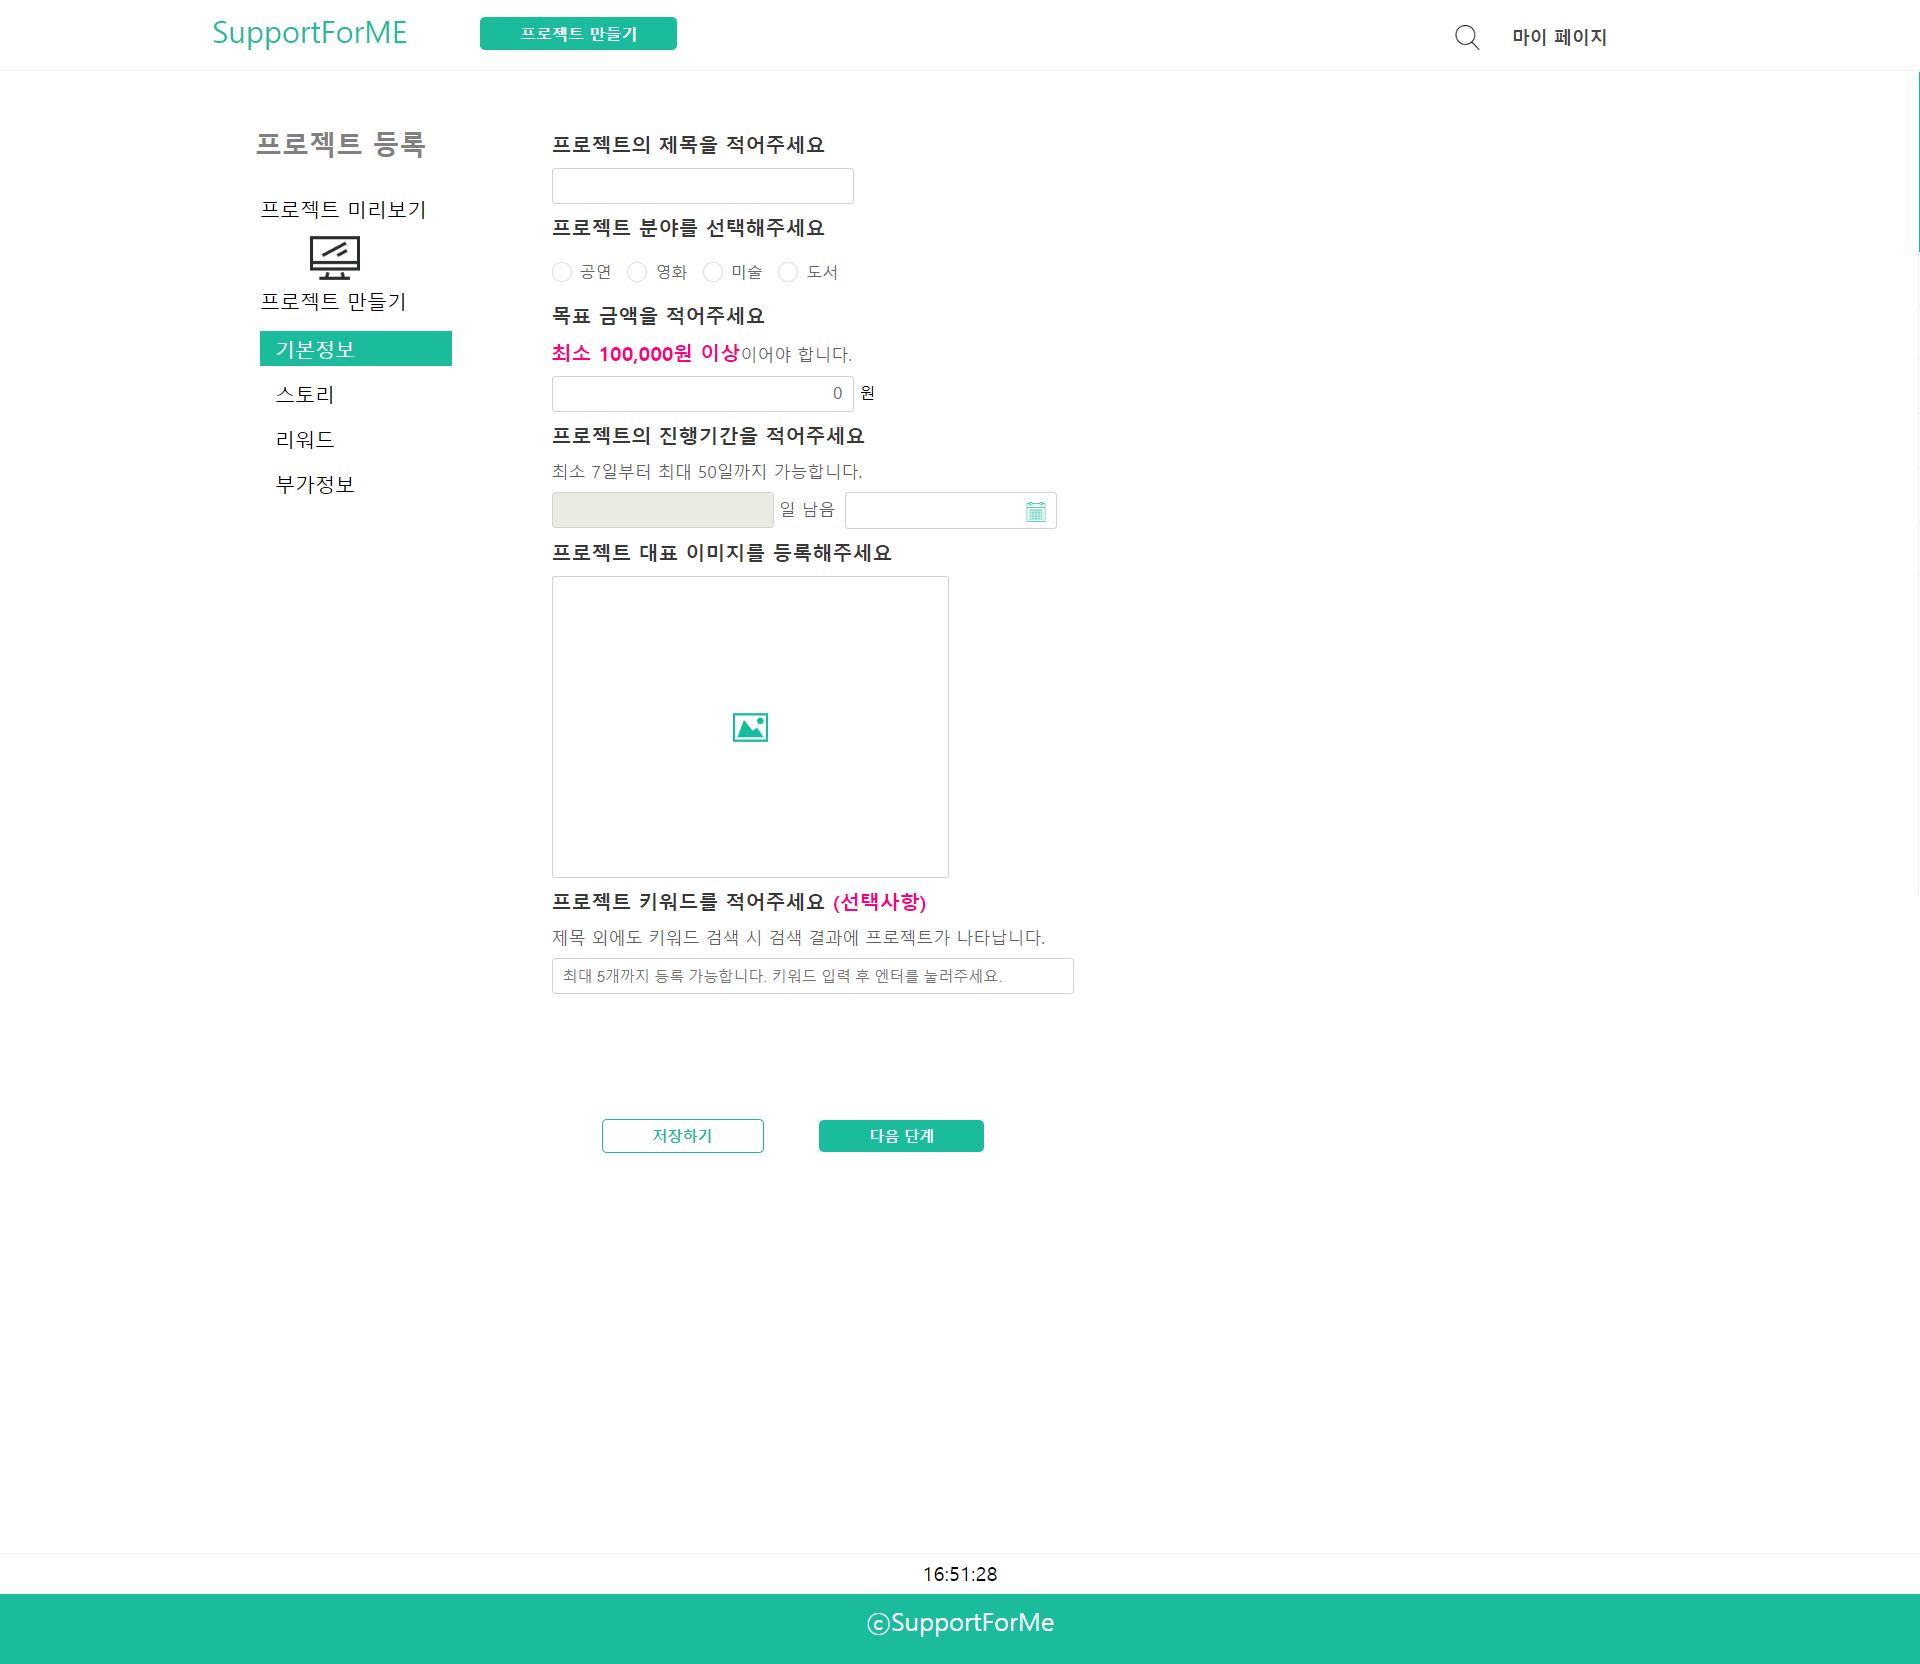 SupportForME
프로젝트 만들기
마이 페이지
프로젝트 등록
프로젝트 미리보기
프로젝트 만들기
기본정보
스토리
리워드
부가정보
프로젝트의 제목을 적어주세요
프로젝트 분야를 선택해주세요
공연 영화 미술 도서
목표 금액을 적어주세요
최소 100,000원 이상이어야 합니다.
0 원
프로젝트의 진행기간을 적어주세요
최소 7일부터 최대 50일까지 가능합니다.
일 남음
프로젝트 대표 이미지를 등록해주세요
프로젝트 키워드를 적어주세요 (선택사항)
제목 외에도 키워드 검색 시 검색 결과에 프로젝트가 나타납니다.
최대 5개까지 등록 가능합니다. 키워드 입력 후 엔터를 눌러주세요.
저장하기 다음 단계
16:51:28
ⓒSupportForMe